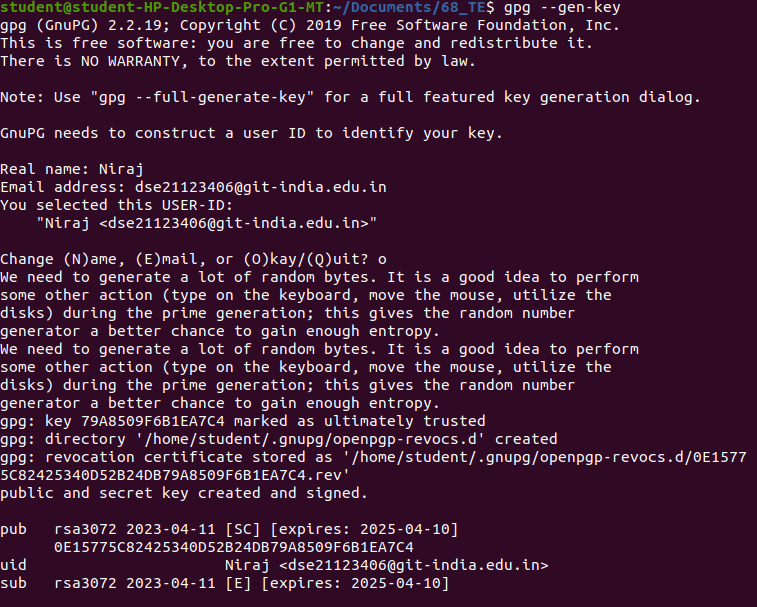 student@student-HP-Desktop-Pro-G1-MT:~/Documents/68_TE$ gpg --gen-key
gpg (GnuPG) 2.2.19; Copyright (C) 2019 Free Software Foundation, Inc.
This is free software: you are free to change and redistribute it.
There is NO WARRANTY, to the extent permitted by law.

Note: Use "gpg --full-generate-key" for a full featured key generation dialog.

GnuPG needs to construct a user ID to identify your key.

Real name: Niraj
Email address: dse21123406@git-india.edu.in
You selected this USER-ID:
    "Niraj <dse21123406@git-india.edu.in>"

Change (N)ame, (E)mail, or (O)kay/(Q)uit? o
We need to generate a lot of random bytes. It is a good idea to perform
some other action (type on the keyboard, move the mouse, utilize the
disks) during the prime generation; this gives the random number
generator a better chance to gain enough entropy.
We need to generate a lot of random bytes. It is a good idea to perform
some other action (type on the keyboard, move the mouse, utilize the
disks) during the prime generation; this gives the random number
generator a better chance to gain enough entropy.
gpg: key 79A8509F6B1EA7C4 marked as ultimately trusted
gpg: directory '/home/student/.gnupg/openpgp-revocs.d' created
gpg: revocation certificate stored as '/home/student/.gnupg/openpgp-revocs.d/0E1577
5C82425340D52B24DB79A8509F6B1EA7C4.rev'
public and secret key created and signed.

pub   rsa3072 2023-04-11 [SC] [expires: 2025-04-10]
      0E15775C82425340D52B24DB79A8509F6B1EA7C4
uid                      Niraj <dse21123406@git-india.edu.in>
sub   rsa3072 2023-04-11 [E] [expires: 2025-04-10]